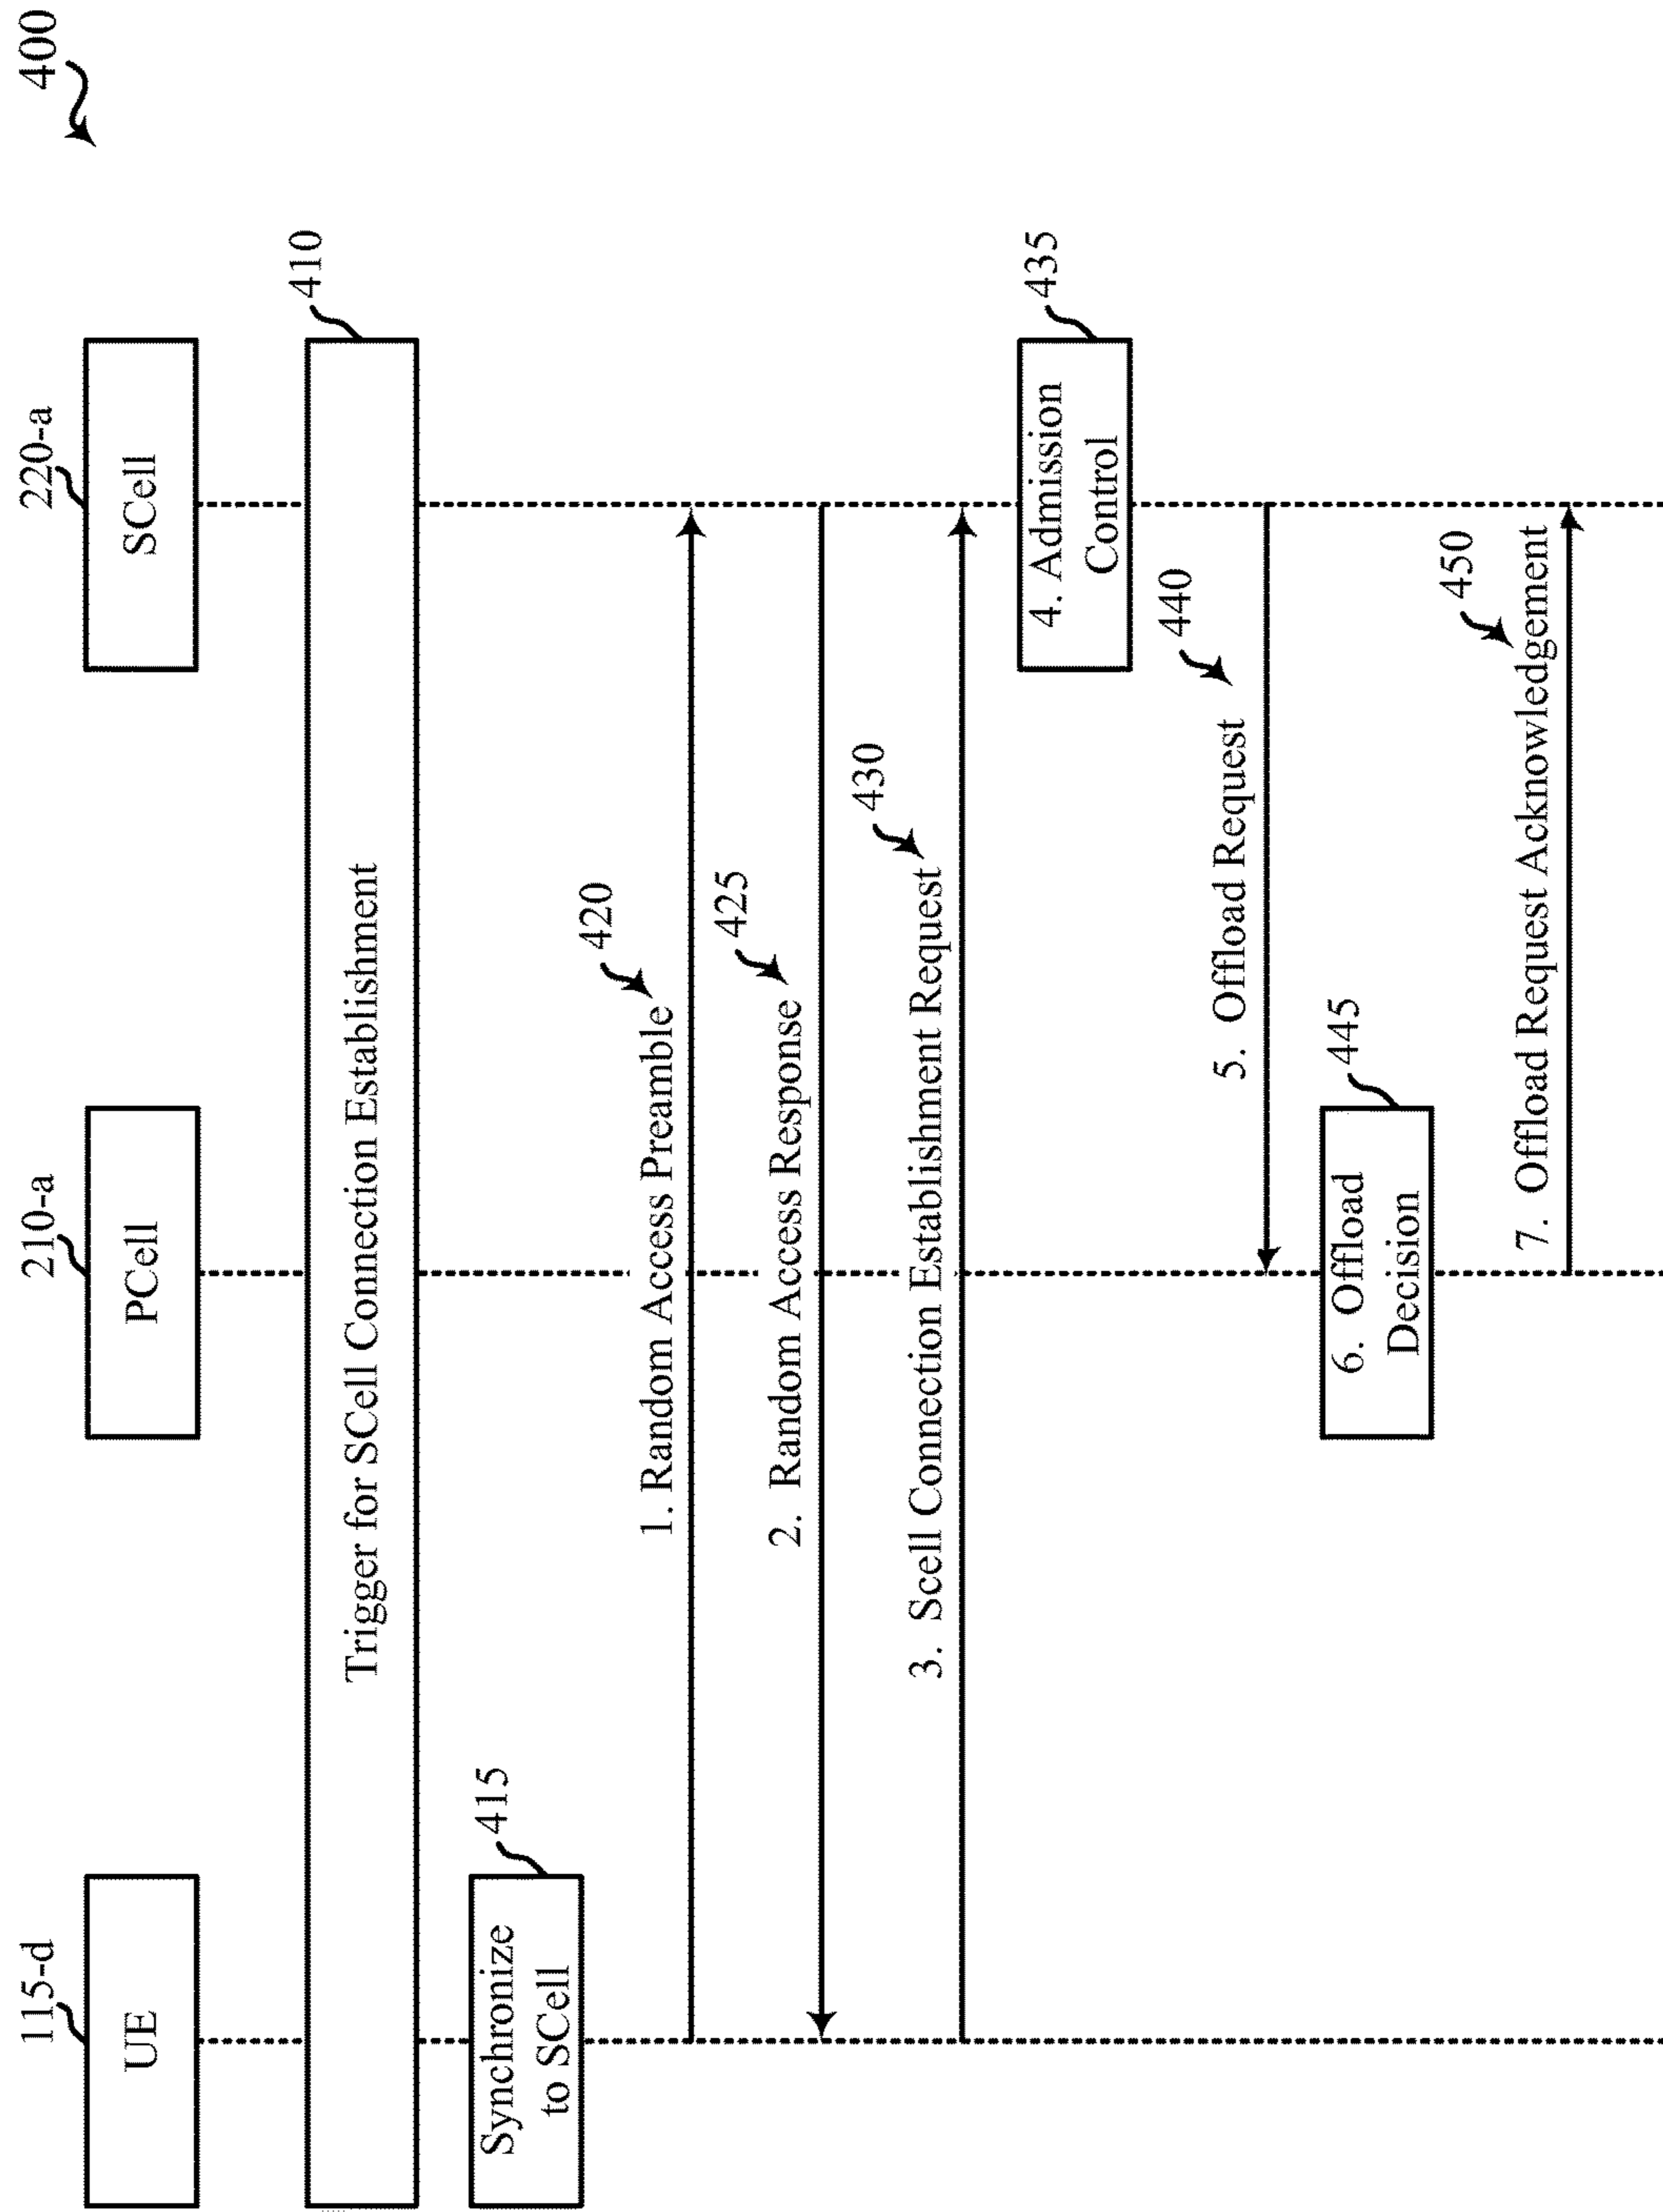 400
115-d
210-a
220-a
UE
PCell
SCell
410
Trigger for SCell Connection Establishment
415
Synchronize
to SCell
420
1. Random Access Preamble
425
2. Random Access Response
430
3. Scell Connection Establishment Request
435
4. Admission
Control
440
5. Offload Request
445
6. Offload
Decision
450
7. Offload Request Acknowledgement